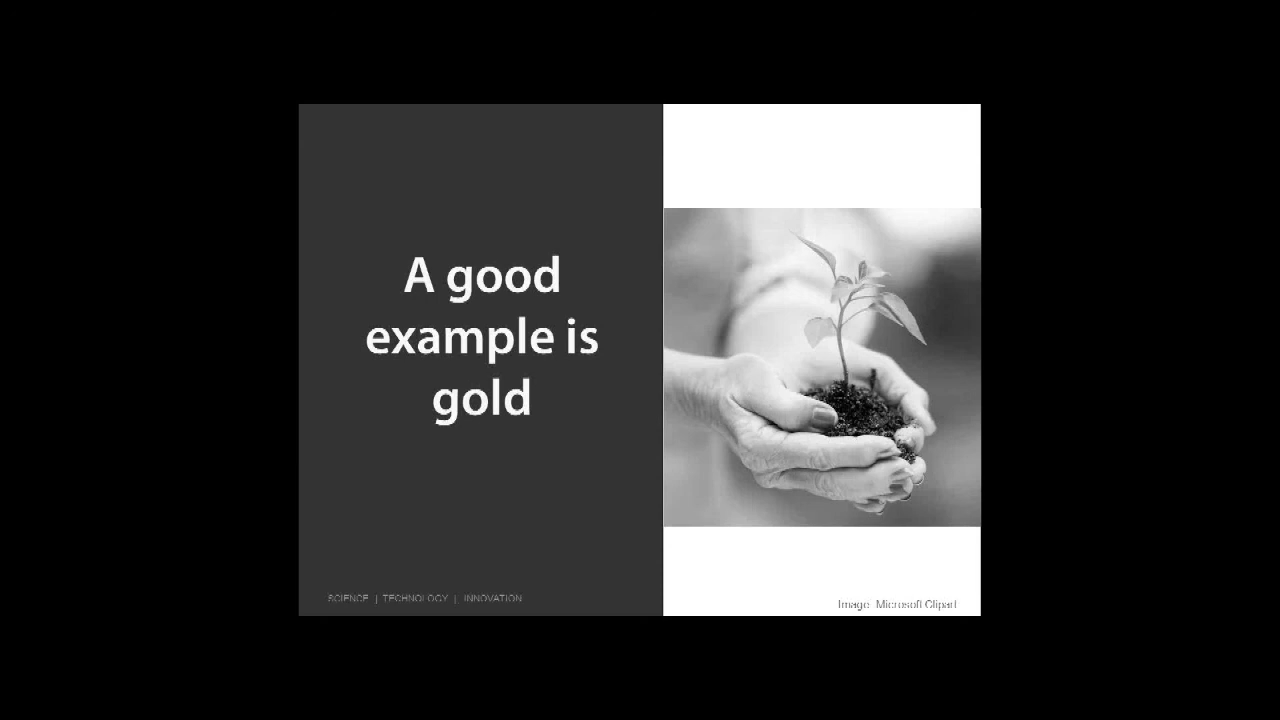 A good
example is
gold
SCIENCE | TECHNOLOGY | INNOVATION
Image: Microsoft Clipart